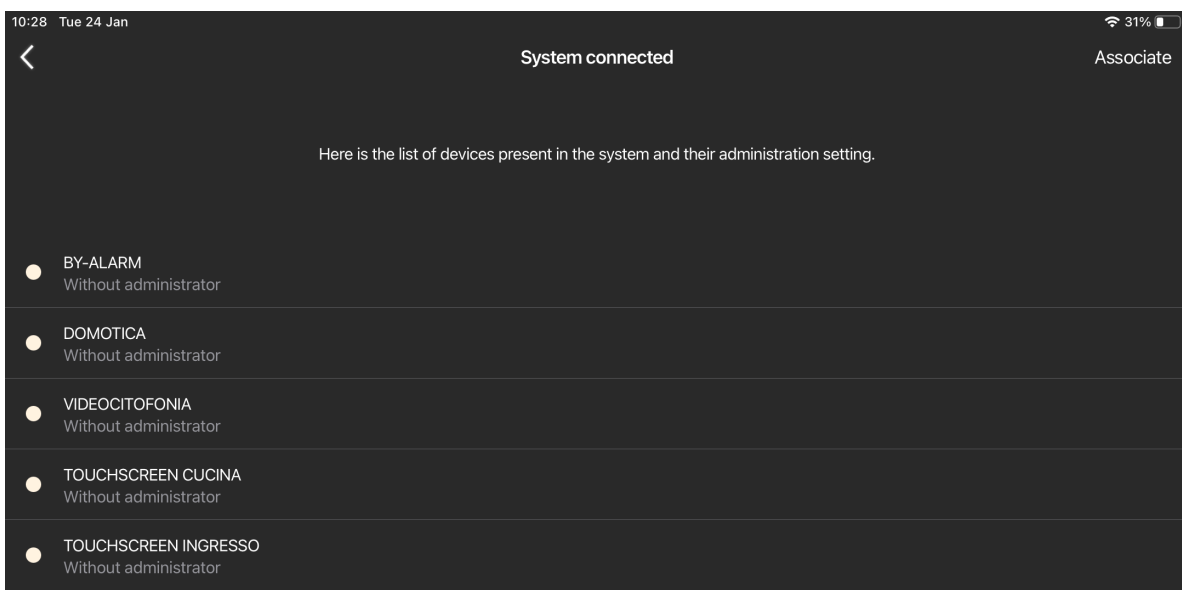 10:28 Tue 24 Jan
31%
System connected
Associate
Here is the list of devices present in the system and their administration setting.
BY-ALARM
Without administrator
DOMOTICA
Without administrator
VIDEOCITOFONIA
Without administrator
TOUCHSCREEN CUCINA
Without administrator
TOUCHSCREEN INGRESSO
Without administrator